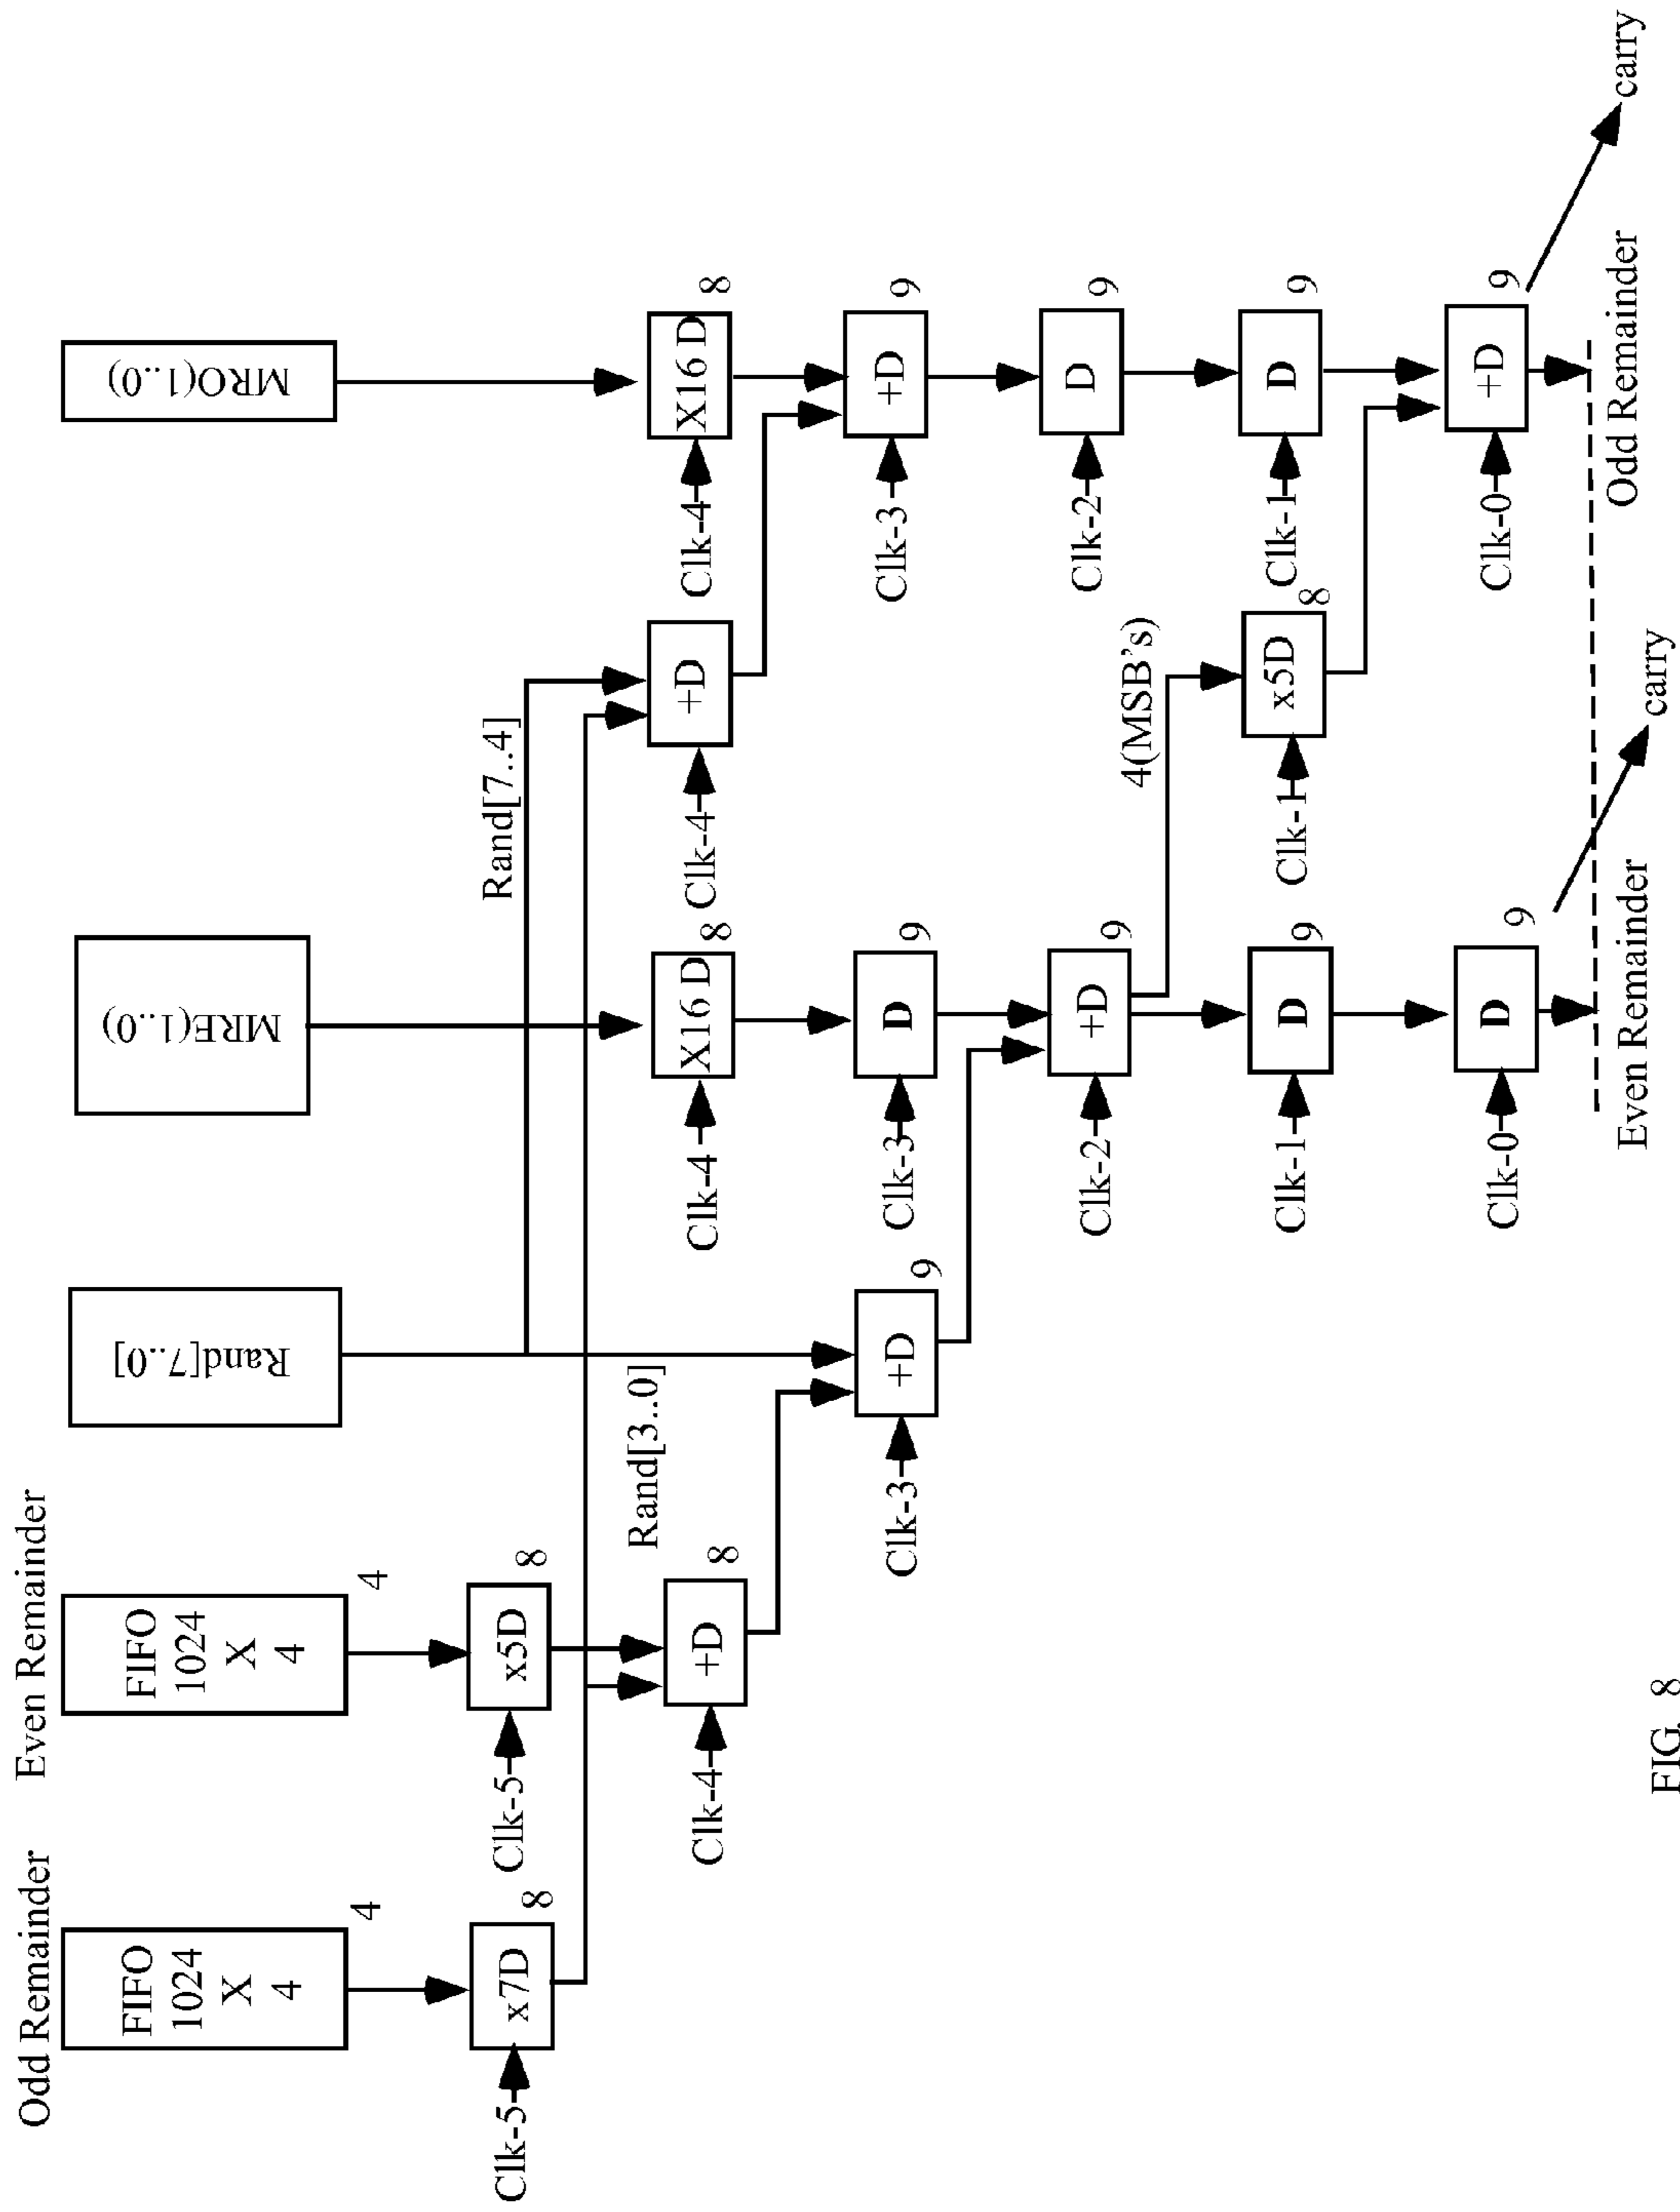 Odd Remainder
Even Remainder
FIFO
1024
X
4
4
FIFO
1024
X
4
4
Rand[7..0]
MRE(1..0)
MRO(1..0)
Clk-5
x7D
8
Clk-5
x5D
8
Rand[7..4]
Rand[3..0]
Clk-4
+D
8
Clk-4
X16 D
8
Clk-4
+D
Clk-4
X16 D
8
Clk-3
+D
9
Clk-3
D
9
Clk-3
+D
9
Clk-2
+D
9
4(MSB's)
Clk-2
D
9
Clk-1
D
9
Clk-1
x5D
8
Clk-1
D
9
Clk-0
D
9
carry
Clk-0
+D
9
carry
Even Remainder
Odd Remainder
FIG. 8